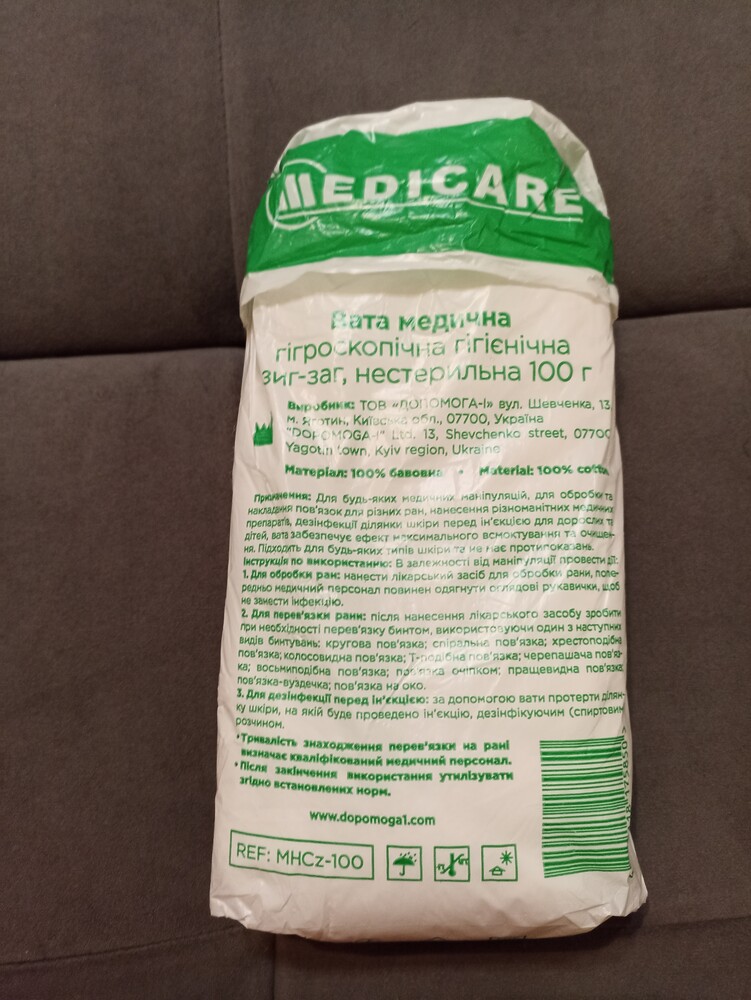 MEDICARE
Вата медична
гігроскопічна гігієнічна
зиг-заг, нестерильна 100 г
Виробник: ТОВ «ДОПОМОГА-І» вул. Шевченка, 13,
м. Яготин, Київська обл., 07700, Україна
"DOPOMOGA-I" Ltd. 13, Shevchenko street, 07700
Yagotin town, Kyiv region, Ukraine
Матеріал: 100% бавовна • Material: 100% cotton
Призначення: Для будь-яких медичних маніпуляцій, для обробки та
накладання пов'язок для різних ран, нанесення різноманітних медичних
препаратів, дезінфекції ділянки шкіри перед ін'єкцією для дорослих та
дітей, вата забезпечує ефект максимального всмоктування та очищен-
ня. Підходить для будь-яких типів шкіри та не має протипоказань.
Інструкція по використанню: В залежності від маніпуляції провести дії:
1. Для обробки ран: нанести лікарський засіб для обробки рани, попе-
редньо медичний персонал повинен одягнути оглядові рукавички, щоб
не занести інфекцію.
2. Для перев'язки рани: після нанесення лікарського засобу зробити
при необхідності перев'язку бинтом, використовуючи один з наступних
видів бинтувань: кругова пов'язка; спіральна пов'язка; хрестоподібна
пов'язка; колосовидна пов'язка; Т-подібна пов'язка; черепашача пов'яз-
ка; восьмиподібна пов'язка; пов'язка очіпком; пращевидна пов'язка;
пов'язка-вуздечка; пов'язка на око.
3. Для дезінфекції перед ін'єкцією: за допомогою вати протерти ділян-
ку шкіри, на якій буде проведено ін'єкцію, дезінфікуючим (спиртовим
розчином.
• Тривалість знаходження перев'язки на рані
визначає кваліфікований медичний персонал.
• Після закінчення використання утилізувати
згідно встановлених норм.
www.dopomoga1.com
REF: MHCz-100